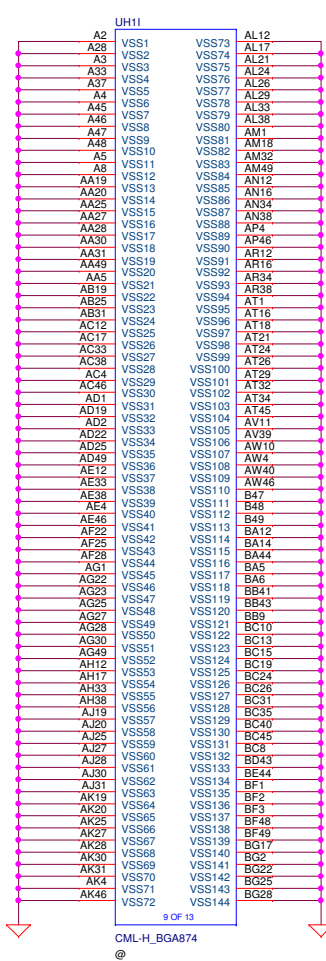 UH1I
A2 VSS1 VSS73 AL12
A28 VSS2 VSS74 AL17
A3 VSS3 VSS75 AL21
A33 VSS4 VSS76 AL24
A37 VSS5 VSS77 AL26
A4 VSS6 VSS78 AL29
A45 VSS7 VSS79 AL33
A46 VSS8 VSS80 AL38
A47 VSS9 VSS81 AM1
A48 VSS10 VSS82 AM18
A5 VSS11 VSS83 AM32
A8 VSS12 VSS84 AM49
AA19 VSS13 VSS85 AN12
AA20 VSS14 VSS86 AN16
AA25 VSS15 VSS87 AN34
AA27 VSS16 VSS88 AN38
AA28 VSS17 VSS89 AP4
AA30 VSS18 VSS90 AP46
AA31 VSS19 VSS91 AR12
AA49 VSS20 VSS92 AR16
AA5 VSS21 VSS93 AR34
AB19 VSS22 VSS94 AR38
AB25 VSS23 VSS95 AT1
AB31 VSS24 VSS96 AT16
AC12 VSS25 VSS97 AT18
AC17 VSS26 VSS98 AT21
AC33 VSS27 VSS99 AT24
AC38 VSS28 VSS100 AT26
AC4 VSS29 VSS101 AT29
AC46 VSS30 VSS102 AT32
AD1 VSS31 VSS103 AT34
AD19 VSS32 VSS104 AT45
AD2 VSS33 VSS105 AV11
AD22 VSS34 VSS106 AV39
AD25 VSS35 VSS107 AW10
AD49 VSS36 VSS108 AW4
AE12 VSS37 VSS109 AW40
AE33 VSS38 VSS110 AW46
AE38 VSS39 VSS111 B47
AE4 VSS40 VSS112 B48
AE46 VSS41 VSS113 B49
AF22 VSS42 VSS114 BA12
AF25 VSS43 VSS115 BA14
AF28 VSS44 VSS116 BA44
AG1 VSS45 VSS117 BA5
AG22 VSS46 VSS118 BA6
AG23 VSS47 VSS119 BB41
AG25 VSS48 VSS120 BB43
AG27 VSS49 VSS121 BB9
AG28 VSS50 VSS122 BC10
AG30 VSS51 VSS123 BC13
AG49 VSS52 VSS124 BC15
AH12 VSS53 VSS125 BC19
AH17 VSS54 VSS126 BC24
AH33 VSS55 VSS127 BC26
AH38 VSS56 VSS128 BC31
AJ19 VSS57 VSS129 BC35
AJ20 VSS58 VSS130 BC40
AJ25 VSS59 VSS131 BC45
AJ27 VSS60 VSS132 BC8
AJ28 VSS61 VSS133 BD43
AJ30 VSS62 VSS134 BE44
AJ31 VSS63 VSS135 BF1
AK19 VSS64 VSS136 BF2
AK20 VSS65 VSS137 BF3
AK25 VSS66 VSS138 BF48
AK27 VSS67 VSS139 BF49
AK28 VSS68 VSS140 BG17
AK30 VSS69 VSS141 BG2
AK31 VSS70 VSS142 BG22
AK4 VSS71 VSS143 BG25
AK46 VSS72 VSS144 BG28
9 OF 13
CML-H_BGA874
@